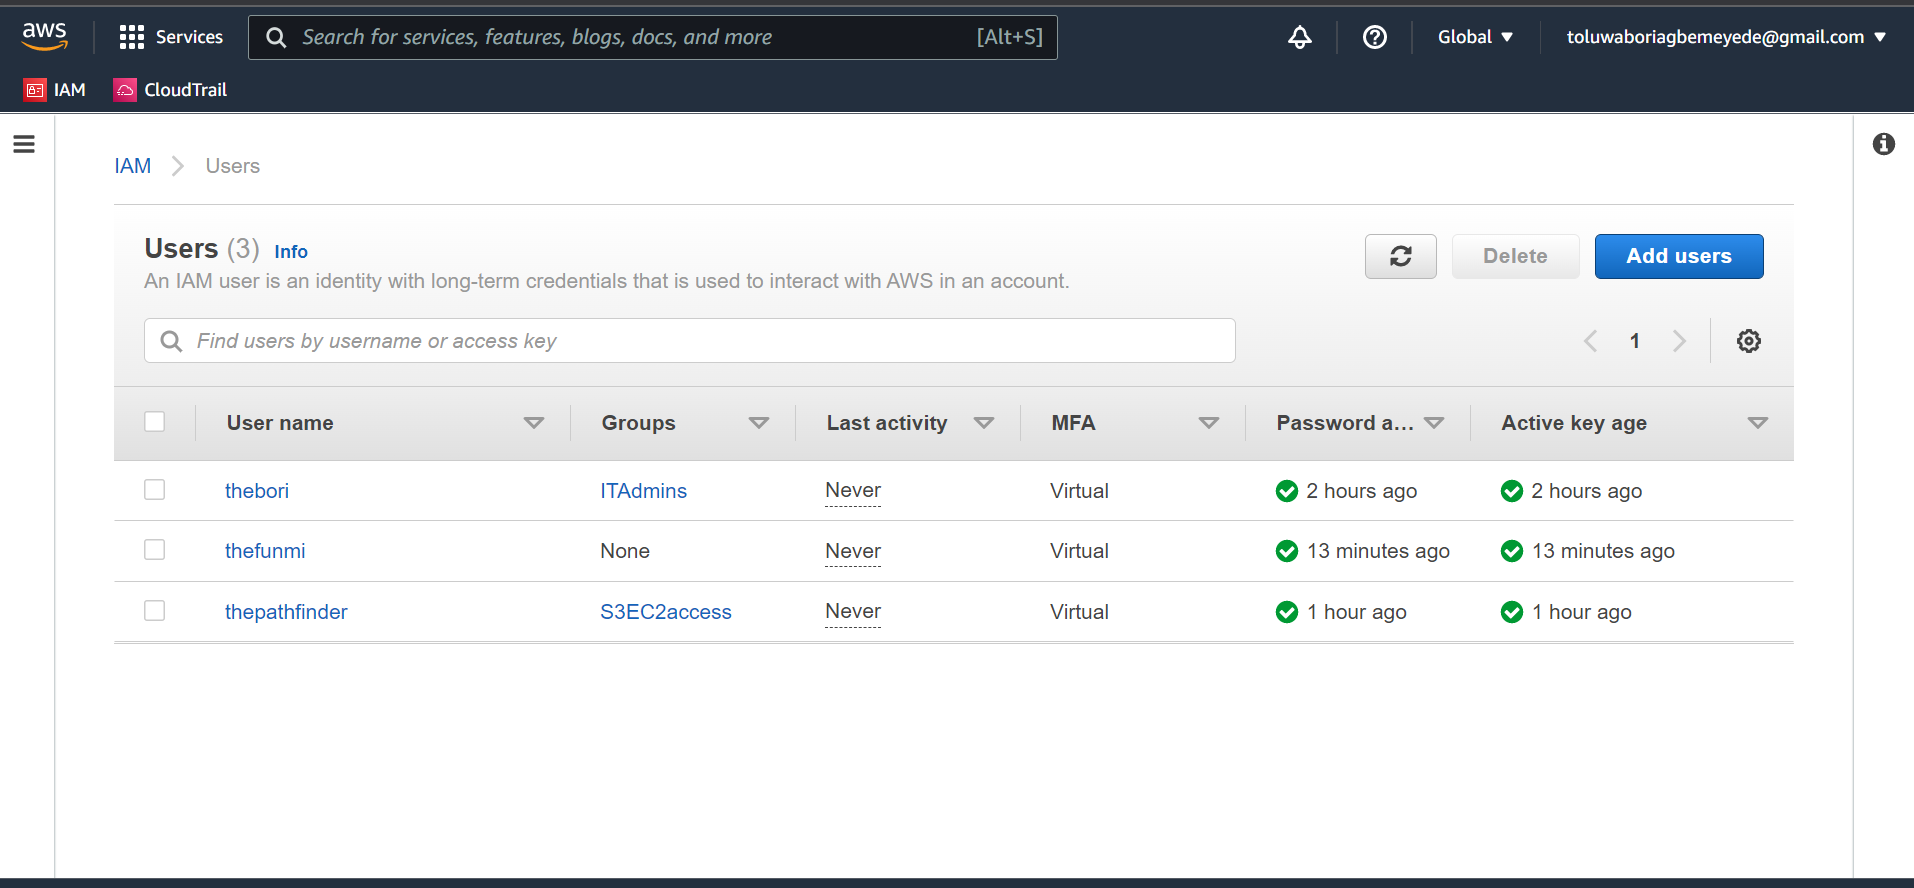 aws
Services
Search for services, features, blogs, docs, and more [Alt+S]
Global
toluwaboriagbemeyede@gmail.com
IAM
CloudTrail
IAM > Users
Users (3) Info
An IAM user is an identity with long-term credentials that is used to interact with AWS in an account.
Delete
Add users
Find users by username or access key
1
User name Groups Last activity MFA Password a... Active key age
thebori ITAdmins Never Virtual 2 hours ago 2 hours ago
thefunmi None Never Virtual 13 minutes ago 13 minutes ago
thepathfinder S3EC2access Never Virtual 1 hour ago 1 hour ago